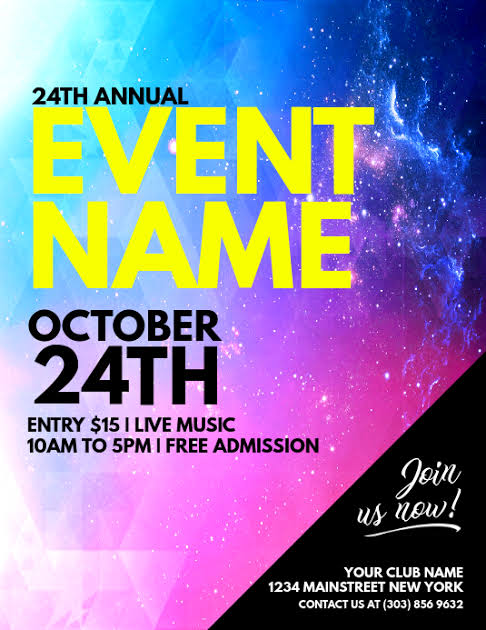 24TH ANNUAL
EVENT
NAME
OCTOBER
24TH
ENTRY $15 | LIVE MUSIC
10AM TO 5PM | FREE ADMISSION
Join
us now!
YOUR CLUB NAME
1234 MAINSTREET NEW YORK
CONTACT US AT (303) 856 9632